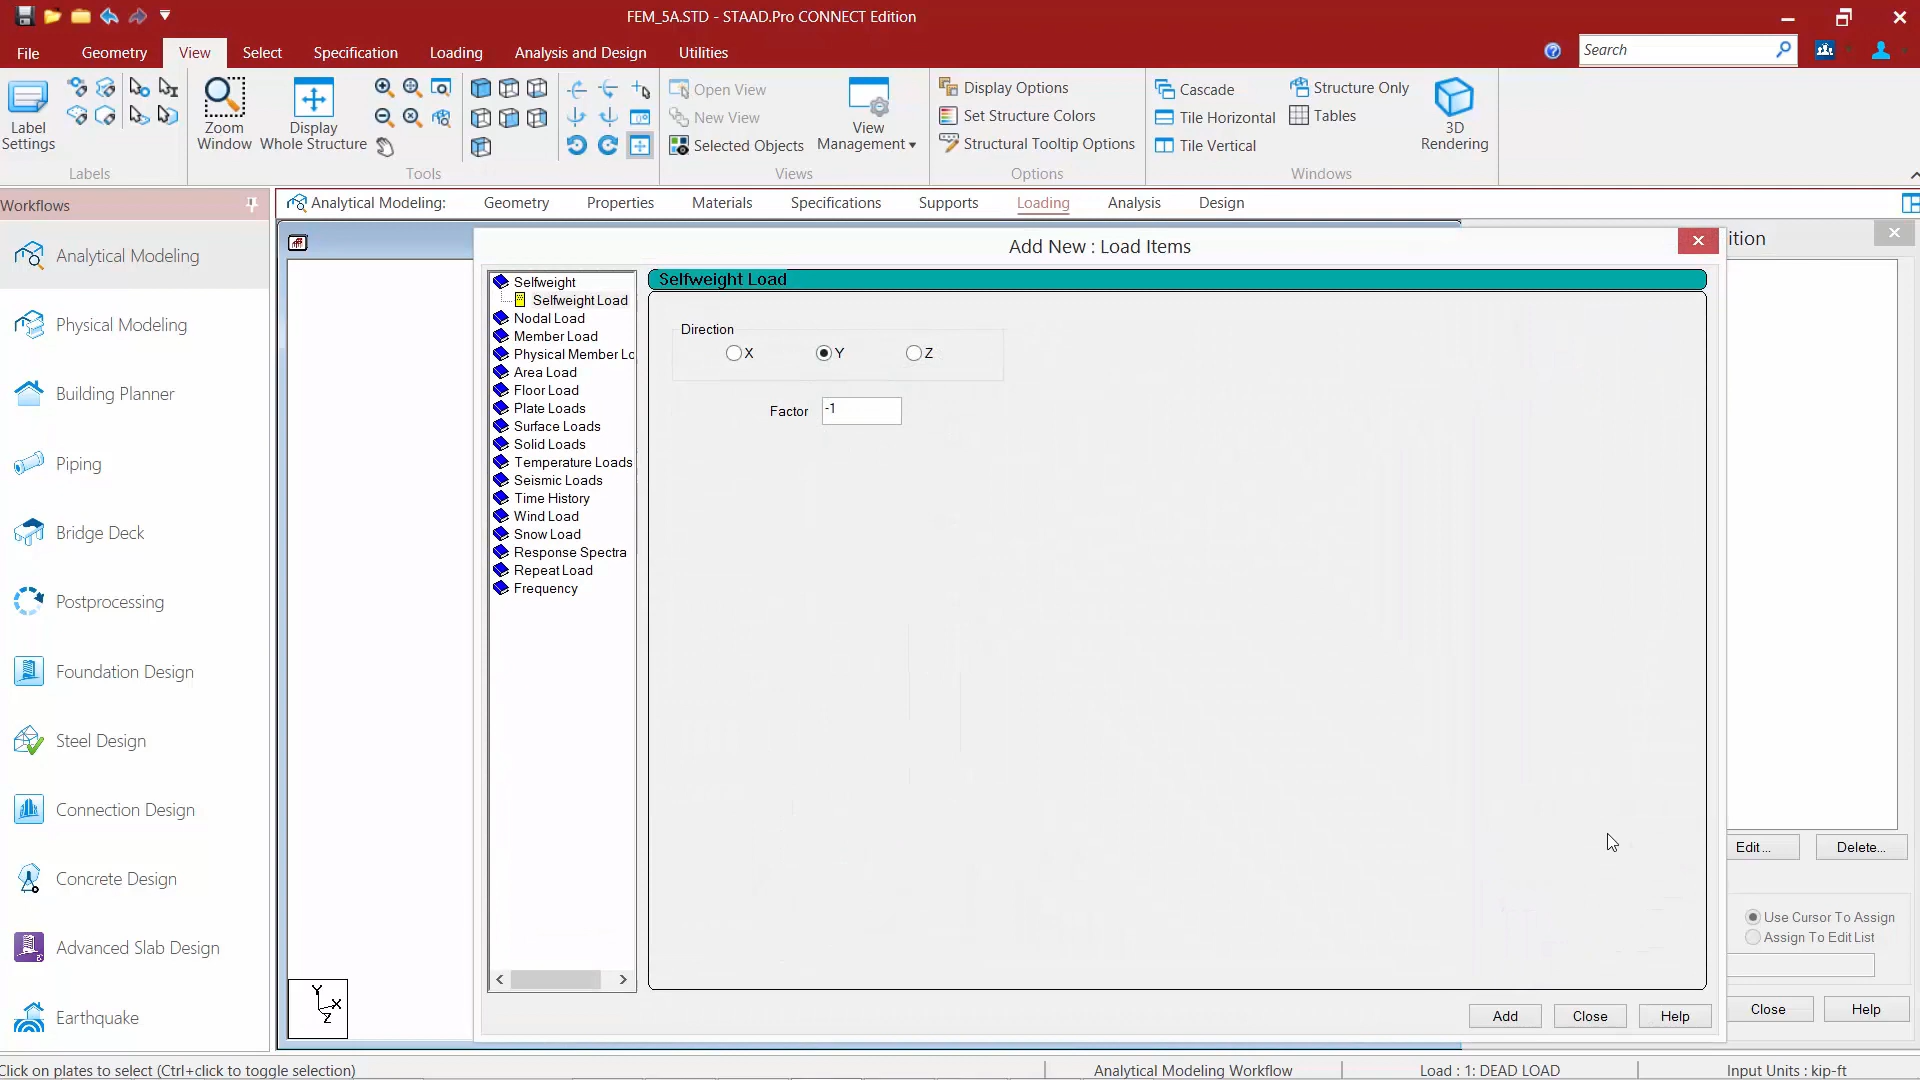 FEM_5A.STD - STAAD.Pro CONNECT Edition
File Geometry View Select Specification Loading Analysis and Design Utilities
Search
Label Settings
Zoom Window
Display Whole Structure
Open View
New View
Selected Objects
View Management
Display Options
Set Structure Colors
Structural Tooltip Options
Cascade
Tile Horizontal
Tile Vertical
Structure Only
Tables
3D Rendering
Labels Tools Views Options Windows
Workflows
Analytical Modeling: Geometry Properties Materials Specifications Supports Loading Analysis Design
Analytical Modeling
Physical Modeling
Building Planner
Piping
Bridge Deck
Postprocessing
Foundation Design
Steel Design
Connection Design
Concrete Design
Advanced Slab Design
Earthquake
Add New : Load Items
ition
Selfweight
Selfweight Load
Nodal Load
Member Load
Physical Member Lo
Area Load
Floor Load
Plate Loads
Surface Loads
Solid Loads
Temperature Loads
Seismic Loads
Time History
Wind Load
Snow Load
Response Spectra
Repeat Load
Frequency
Selfweight Load
Direction
X Y Z
Factor -1
Add Close Help
Edit... Delete...
Use Cursor To Assign
Assign To Edit List
Close Help
Y
X
Z
Click on plates to select (Ctrl+click to toggle selection) Analytical Modeling Workflow Load : 1: DEAD LOAD Input Units : kip-ft